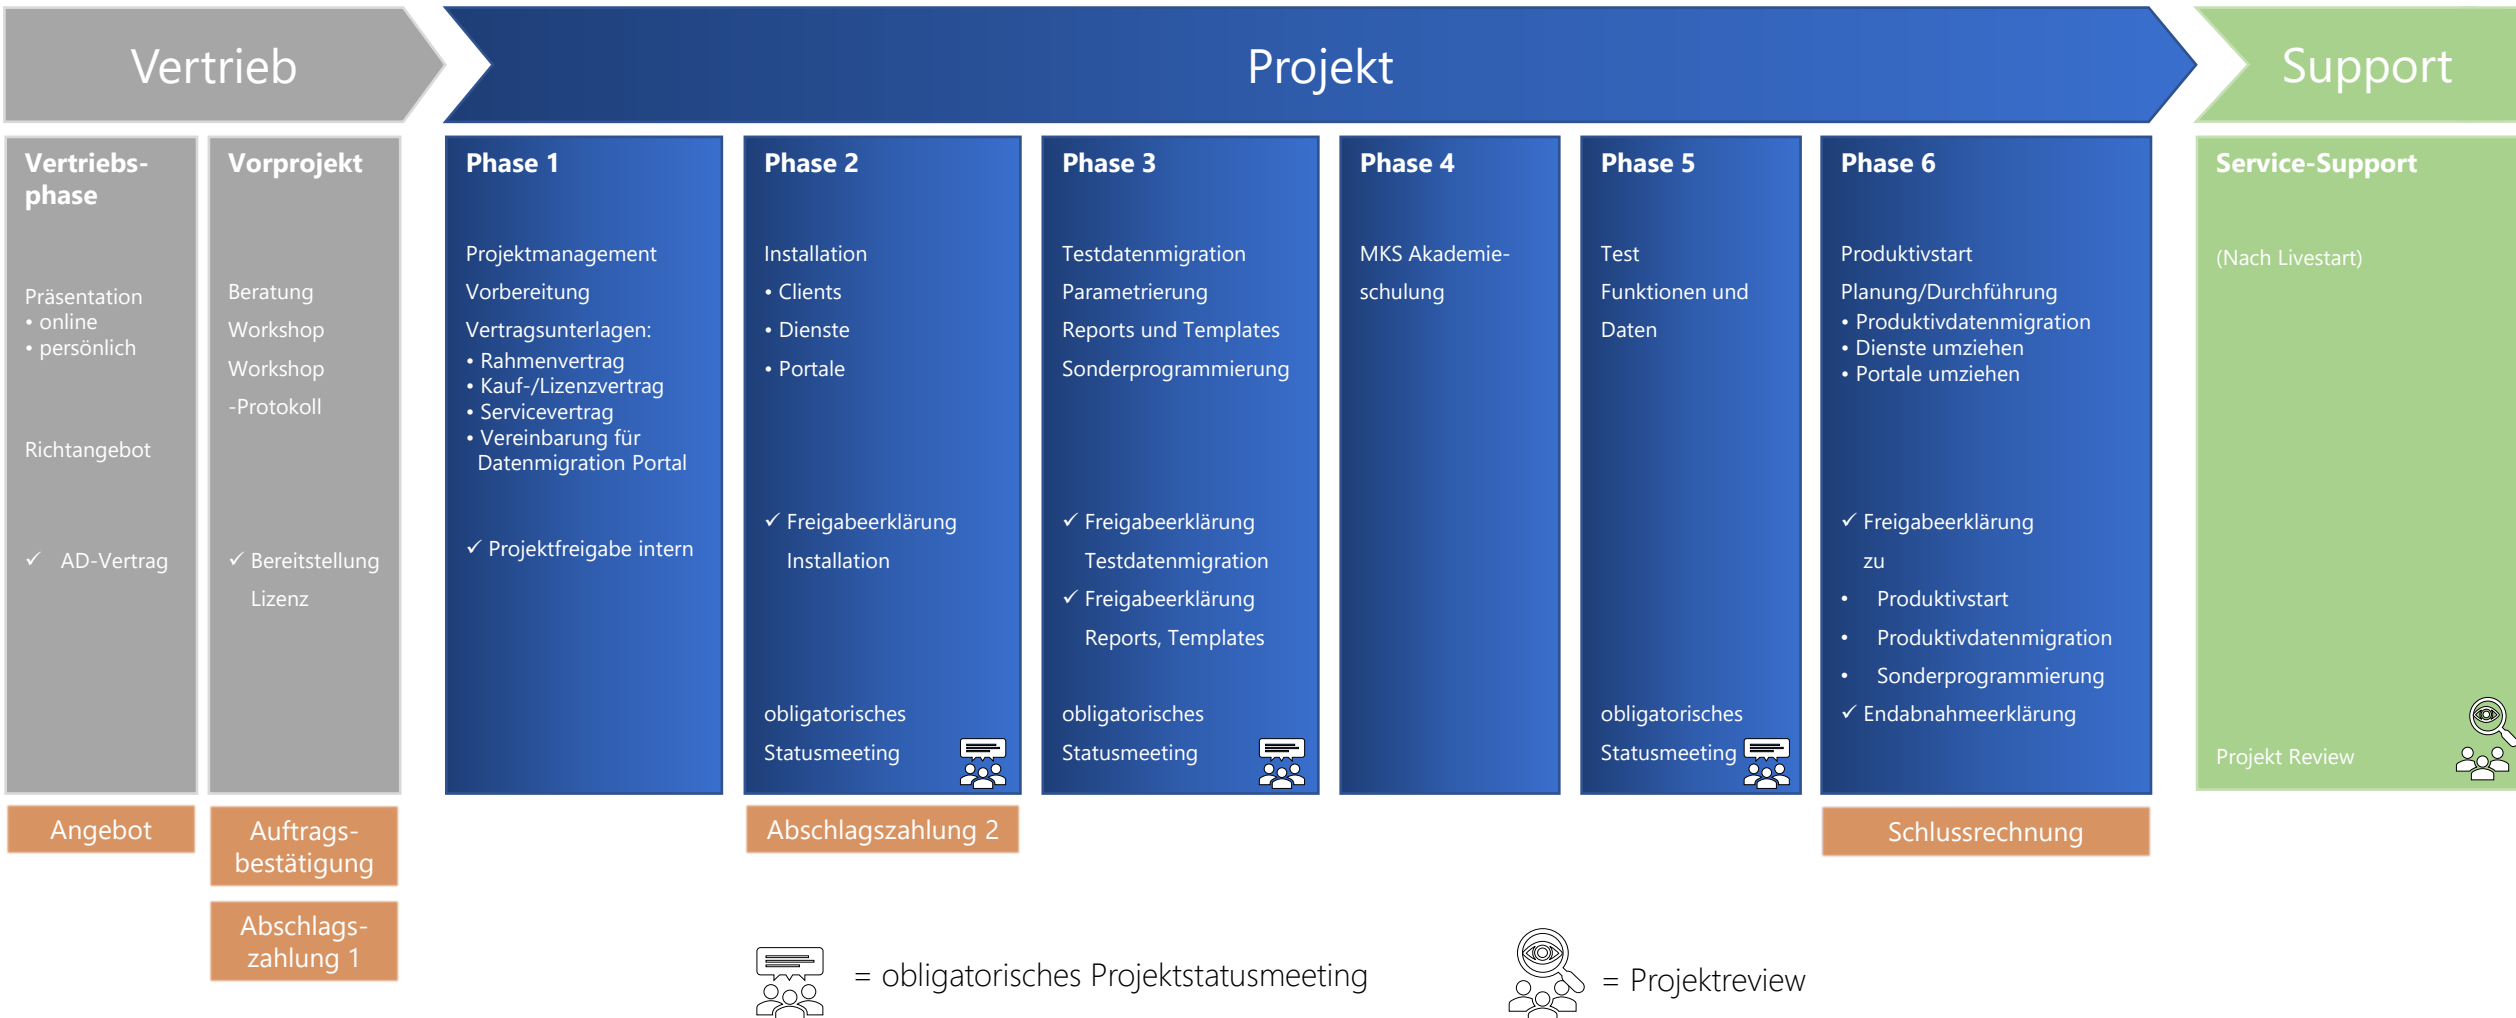 Vertrieb
Projekt
Support
Vertriebs-
phase
Präsentation
• online
• persönlich
Richtangebot
✓ AD-Vertrag
Vorprojekt
Beratung
Workshop
Workshop
-Protokoll
✓ Bereitstellung
Lizenz
Phase 1
Projektmanagement
Vorbereitung
Vertragsunterlagen:
• Rahmenvertrag
• Kauf-/Lizenzvertrag
• Servicevertrag
• Vereinbarung für
Datenmigration Portal
✓ Projektfreigabe intern
Phase 2
Installation
• Clients
• Dienste
• Portale
✓ Freigabeerklärung
Installation
obligatorisches
Statusmeeting
Phase 3
Testdatenmigration
Parametrierung
Reports und Templates
Sonderprogrammierung
✓ Freigabeerklärung
Testdatenmigration
✓ Freigabeerklärung
Reports, Templates
obligatorisches
Statusmeeting
Phase 4
MKS Akademie-
schulung
Phase 5
Test
Funktionen und
Daten
obligatorisches
Statusmeeting
Phase 6
Produktivstart
Planung/Durchführung
• Produktivdatenmigration
• Dienste umziehen
• Portale umziehen
✓ Freigabeerklärung
zu
• Produktivstart
• Produktivdatenmigration
• Sonderprogrammierung
✓ Endabnahmeerklärung
Service-Support
(Nach Livestart)
Projekt Review
Angebot
Auftrags-
bestätigung
Abschlags-
zahlung 1
Abschlagszahlung 2
Schlussrechnung
= obligatorisches Projektstatusmeeting
= Projektreview